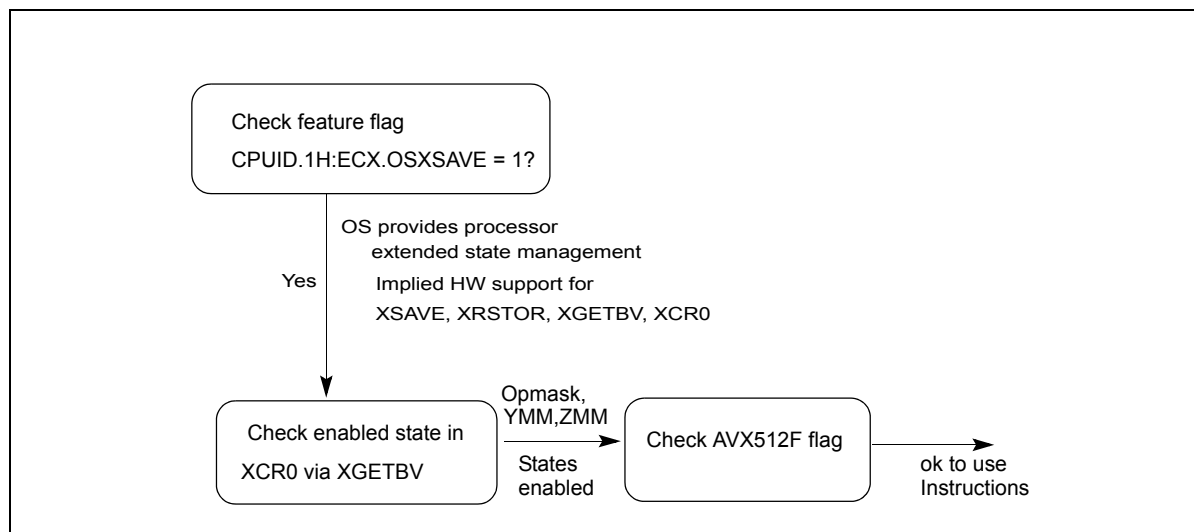 Check feature flag
CPUID.1H:ECX.OSXSAVE = 1?
OS provides processor
extended state management
Yes
Implied HW support for
XSAVE, XRSTOR, XGETBV, XCR0
Check enabled state in
XCR0 via XGETBV
Opmask,
YMM,ZMM
States
enabled
Check AVX512F flag
ok to use
Instructions